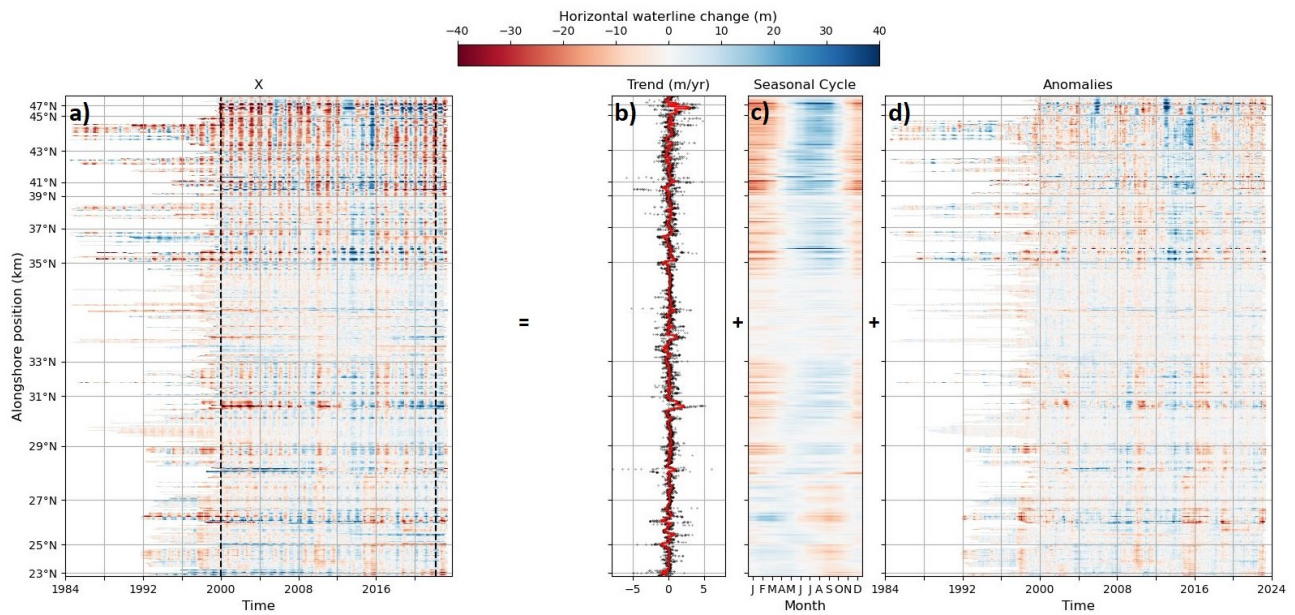 Horizontal waterline change (m)
−40 −30 −20 −10 0 10 20 30 40
X
Trend (m/yr)
Seasonal Cycle
Anomalies
a)
b)
c)
d)
47°N
45°N
43°N
41°N
39°N
37°N
35°N
33°N
31°N
29°N
27°N
25°N
23°N
Alongshore position (km)
=
+
+
1984 1992 2000 2008 2016
Time
−5 0 5
J F M A M J J A S O N D
Month
1984 1992 2000 2008 2016 2024
Time